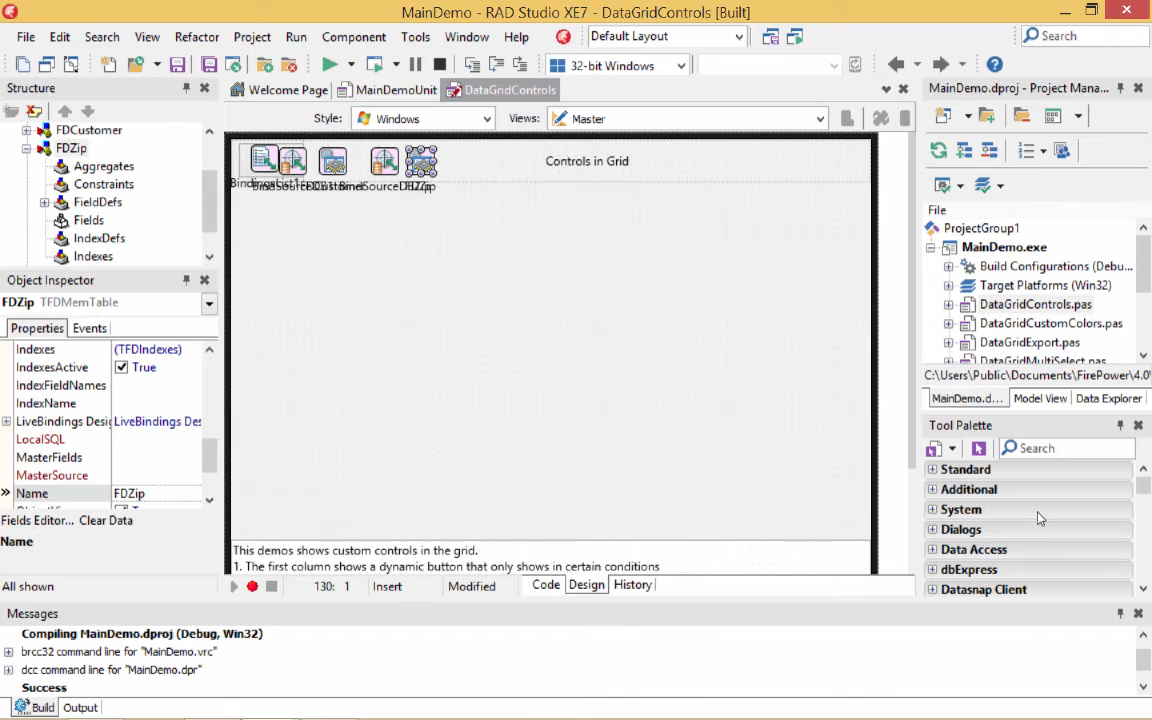 MainDemo - RAD Studio XE7 - DataGridControls [Built]
File Edit Search View Refactor Project Run Component Tools Window Help Default Layout Search
32-bit Windows
Structure
FDCustomer
FDZip
Aggregates
Constraints
FieldDefs
Fields
IndexDefs
Indexes
Object Inspector
FDZip TFDMemTable
Properties Events
Indexes (TFDIndexes)
IndexesActive True
IndexFieldNames
IndexName
LiveBindings Desig LiveBindings Des
LocalSQL
MasterFields
MasterSource
Name FDZip
Fields Editor... Clear Data
Name
All shown
Welcome Page MainDemoUnit DataGridControls
Style: Windows Views: Master
Controls in Grid
This demos shows custom controls in the grid.
1. The first column shows a dynamic button that only shows in certain conditions
130: 1 Insert Modified Code Design History
MainDemo.dproj - Project Mana...
File
ProjectGroup1
MainDemo.exe
Build Configurations (Debu...
Target Platforms (Win32)
DataGridControls.pas
DataGridCustomColors.pas
DataGridExport.pas
DataGridMultiSelect.pas
C:\Users\Public\Documents\FirePower\4.0\
MainDemo.d... Model View Data Explorer
Tool Palette
Search
Standard
Additional
System
Dialogs
Data Access
dbExpress
Datasnap Client
Messages
Compiling MainDemo.dproj (Debug, Win32)
brcc32 command line for "MainDemo.vrc"
dcc command line for "MainDemo.dpr"
Success
Build Output